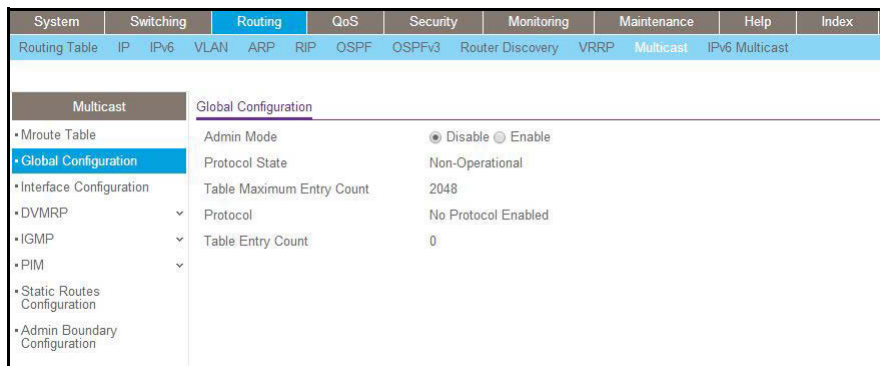 System Switching Routing QoS Security Monitoring Maintenance Help Index
Routing Table IP IPv6 VLAN ARP RIP OSPF OSPFv3 Router Discovery VRRP Multicast IPv6 Multicast
Multicast
Mroute Table
Global Configuration
Interface Configuration
DVMRP
IGMP
PIM
Static Routes
Configuration
Admin Boundary
Configuration
Global Configuration
Admin Mode Disable Enable
Protocol State Non-Operational
Table Maximum Entry Count 2048
Protocol No Protocol Enabled
Table Entry Count 0